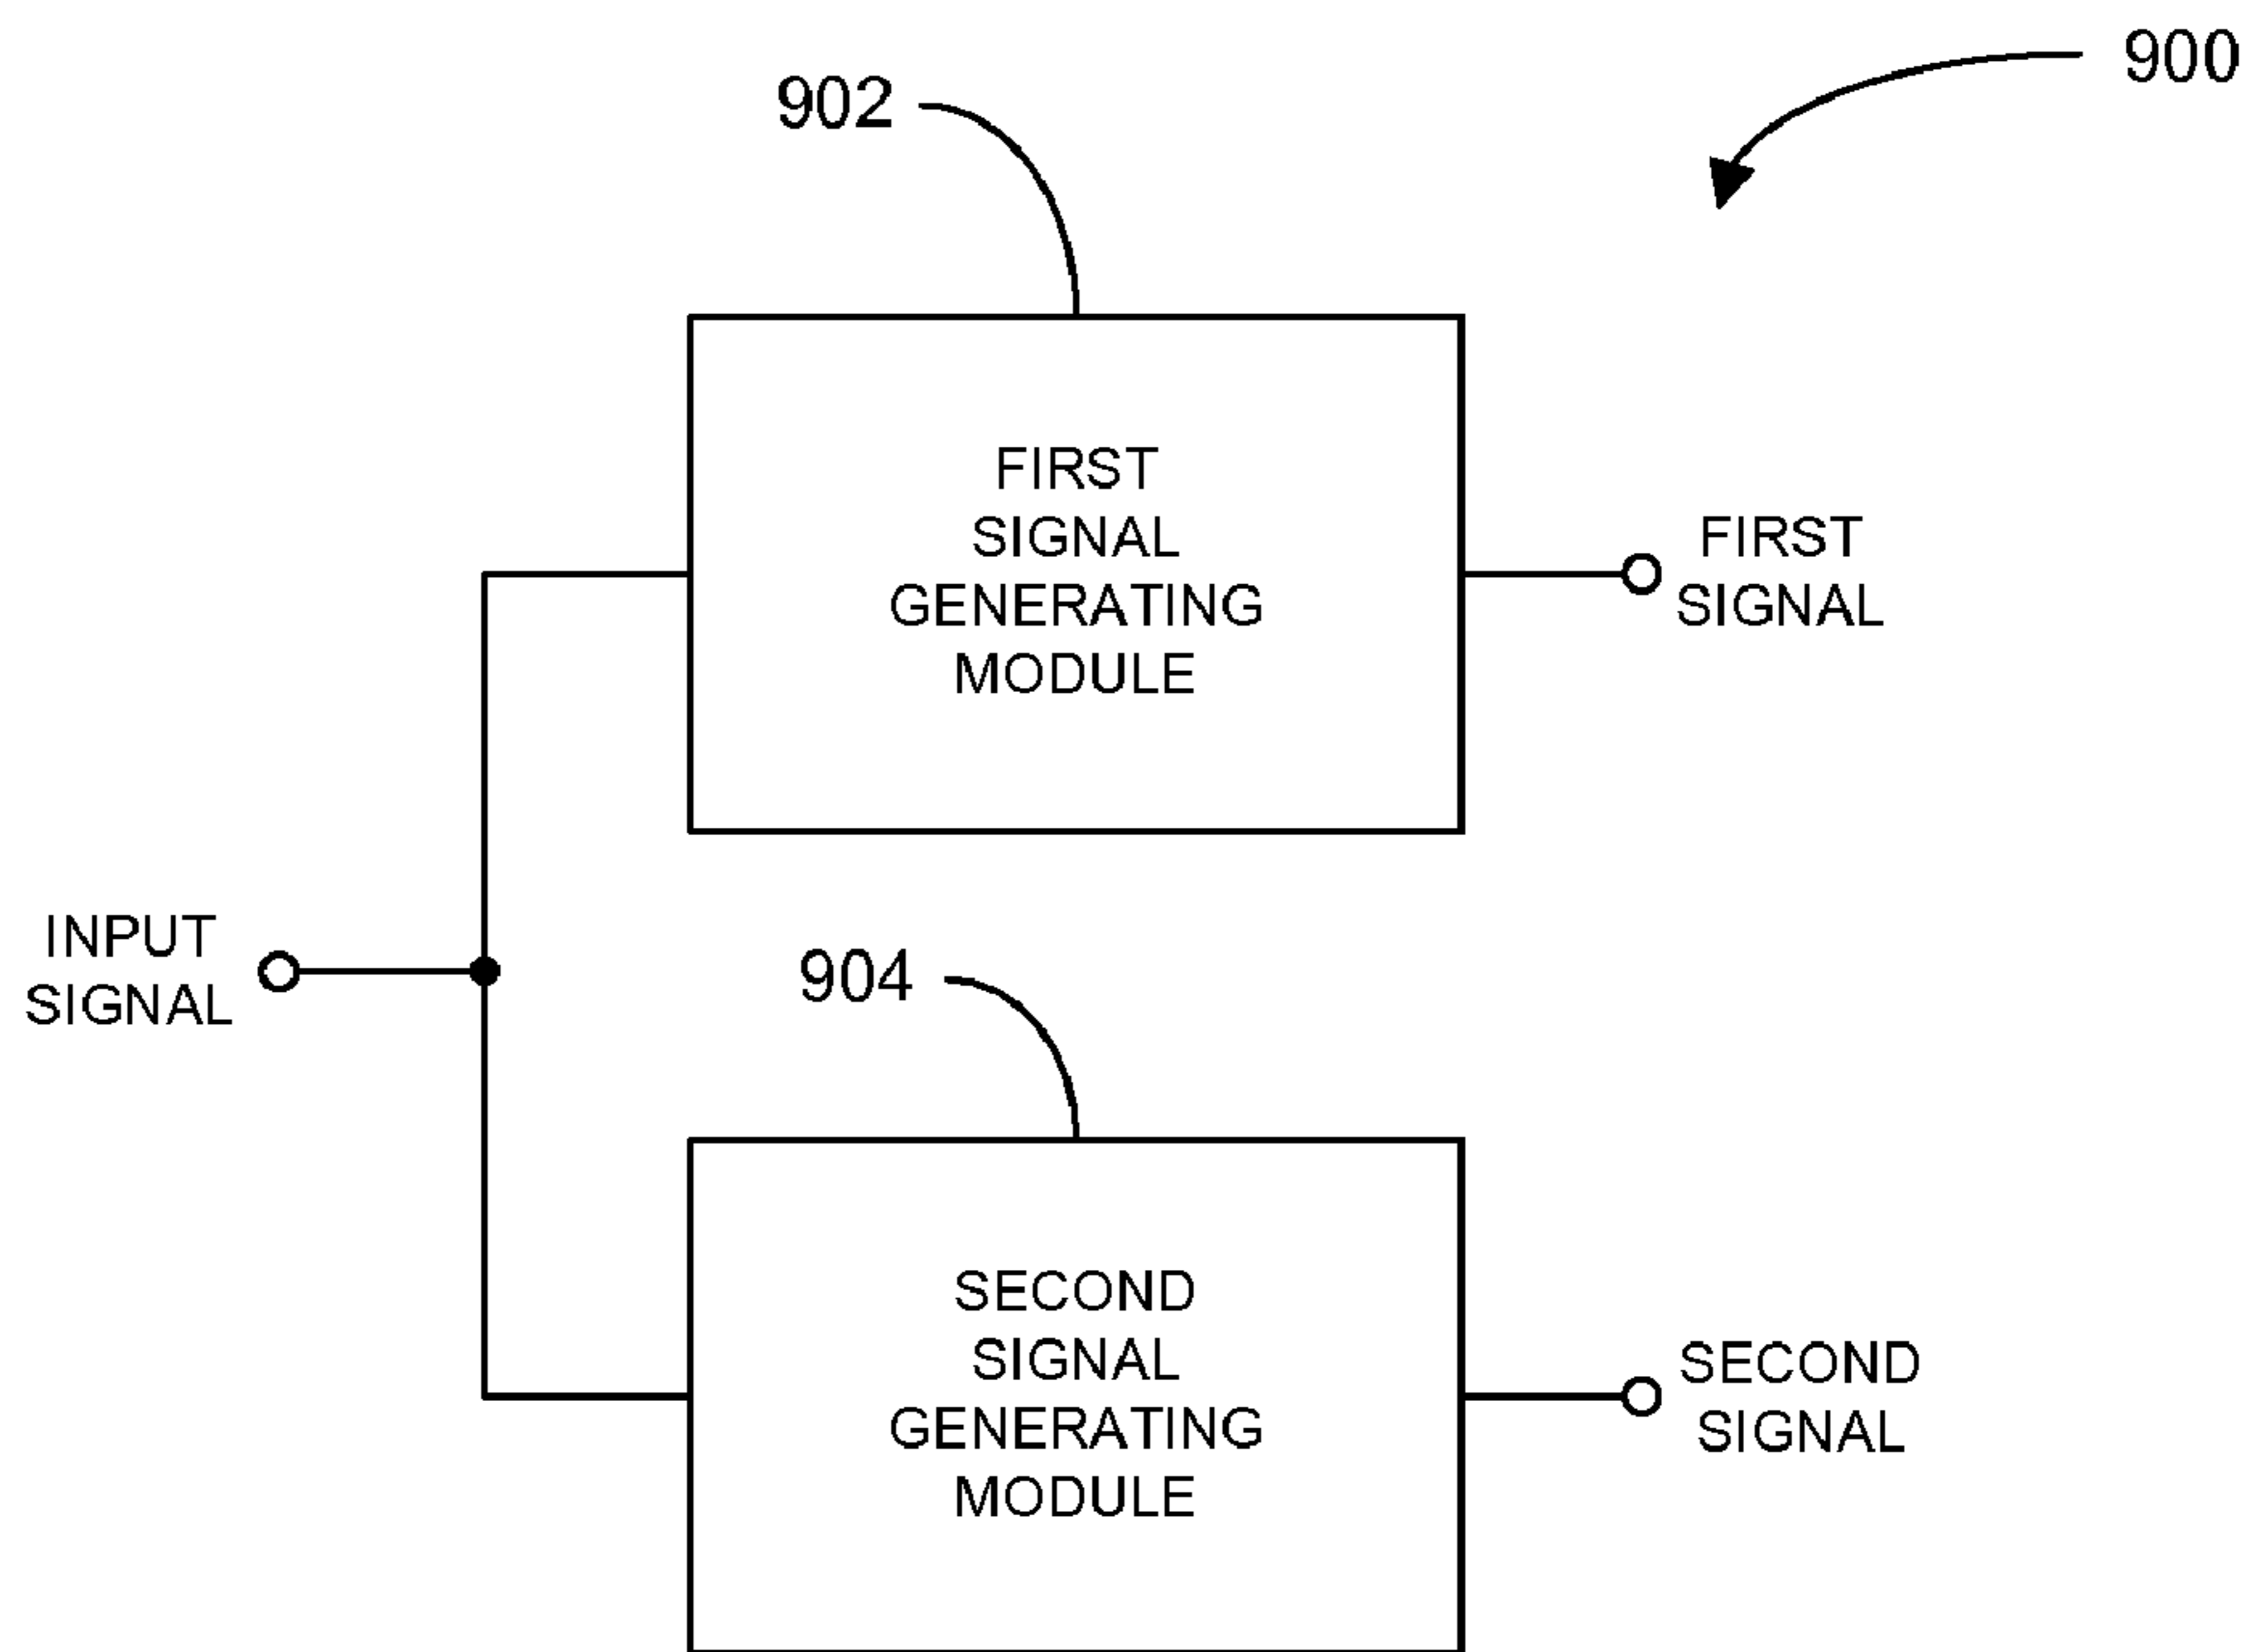 900
902
FIRST
SIGNAL
GENERATING
MODULE
FIRST
SIGNAL
INPUT
SIGNAL
904
SECOND
SIGNAL
GENERATING
MODULE
SECOND
SIGNAL